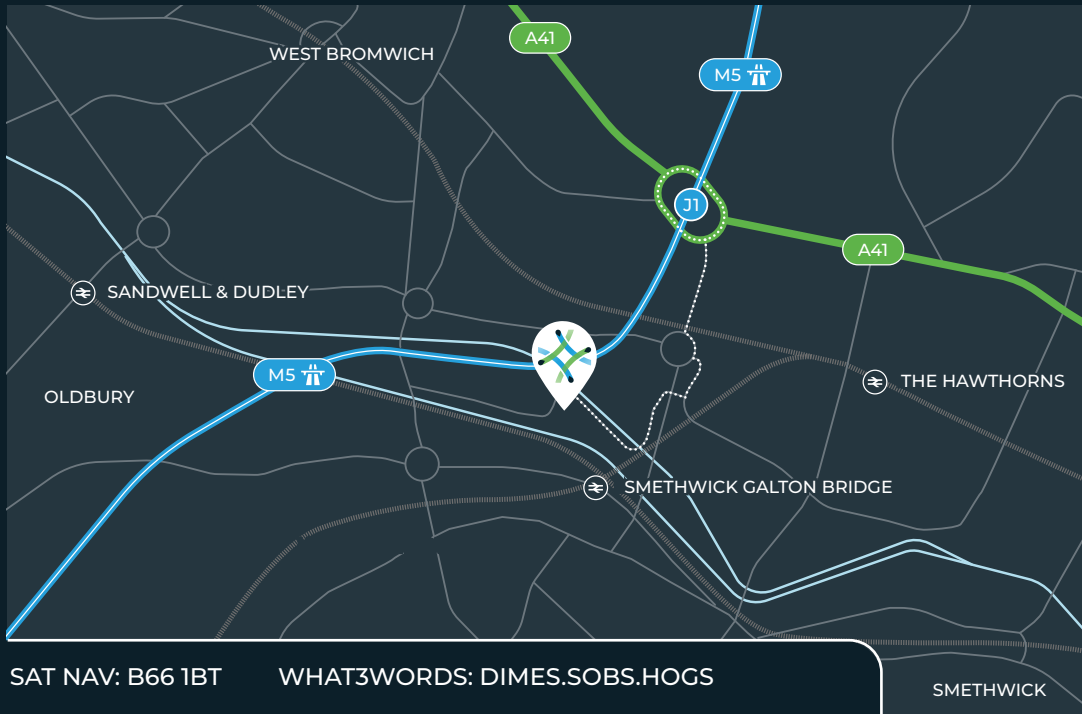 A41
WEST BROMWICH
M5
J1
A41
SANDWELL & DUDLEY
M5
THE HAWTHORNS
OLDBURY
SMETHWICK GALTON BRIDGE
SAT NAV: B66 1BT
WHAT3WORDS: DIMES.SOBS.HOGS
SMETHWICK